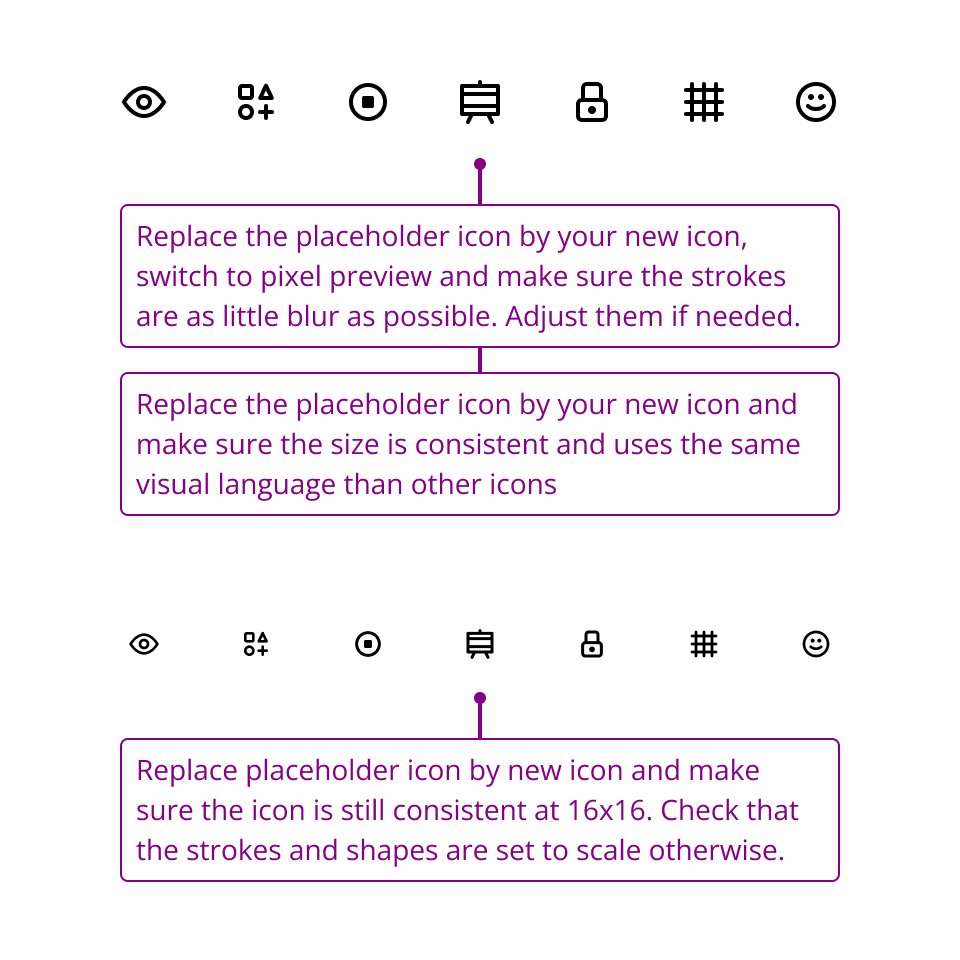 Replace the placeholder icon by your new icon,
switch to pixel preview and make sure the strokes
are as little blur as possible. Adjust them if needed.
Replace the placeholder icon by your new icon and
make sure the size is consistent and uses the same
visual language than other icons
Replace placeholder icon by new icon and make
sure the icon is still consistent at 16x16. Check that
the strokes and shapes are set to scale otherwise.